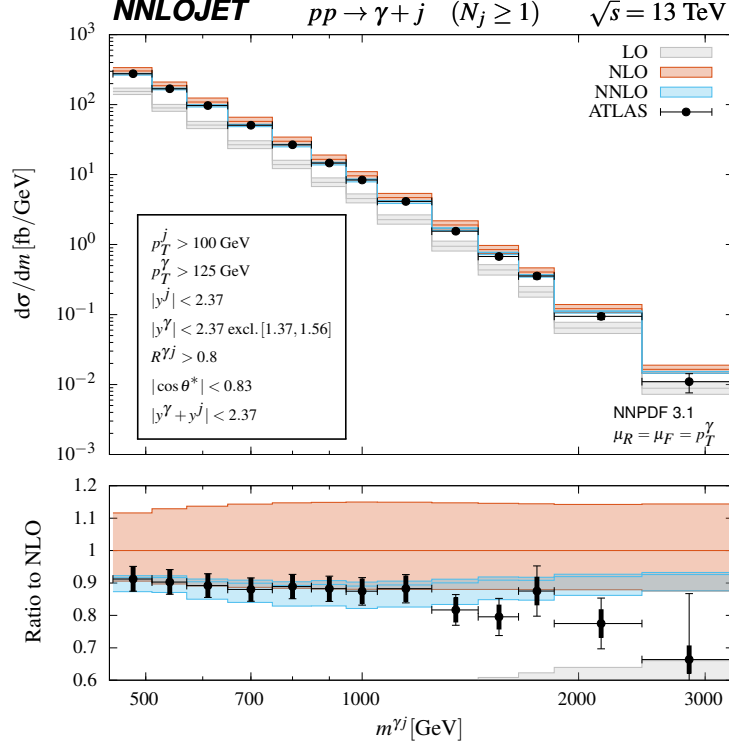 NNLOJET pp → γ + j (N_j ≥ 1) √s = 13 TeV
10^3
10^2
10^1
10^0
10^−1
10^−2
10^−3
dσ/dm [fb/GeV]
LO
NLO
NNLO
ATLAS
p_T^j > 100 GeV
p_T^γ > 125 GeV
|y^j| < 2.37
|y^γ| < 2.37 excl. [1.37, 1.56]
R^γj > 0.8
|cos θ*| < 0.83
|y^γ + y^j| < 2.37
NNPDF 3.1
μ_R = μ_F = p_T^γ
1.2
1.1
1
0.9
0.8
0.7
0.6
Ratio to NLO
500 700 1000 2000 3000
m^γj [GeV]